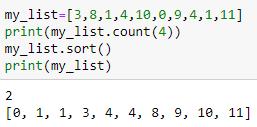 my_list=[3,8,1,4,10,0,9,4,1,11]
print(my_list.count(4))
my_list.sort()
print(my_list)
2
[0, 1, 1, 3, 4, 4, 8, 9, 10, 11]